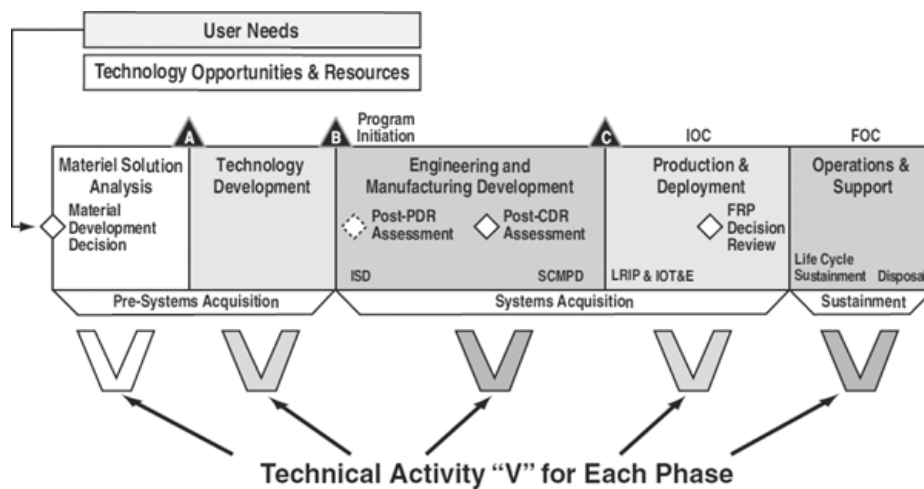 User Needs
Technology Opportunities & Resources
A
B
Program
Initiation
C
IOC
FOC
Materiel Solution
Analysis
Technology
Development
Engineering and
Manufacturing Development
Production &
Deployment
Operations &
Support
Material
Development
Decision
Post-PDR
Assessment
Post-CDR
Assessment
FRP
Decision
Review
ISD
SCMPD
LRIP & IOT&E
Life Cycle
Sustainment
Disposa
Pre-Systems Acquisition
Systems Acquisition
Sustainment
Technical Activity “V” for Each Phase